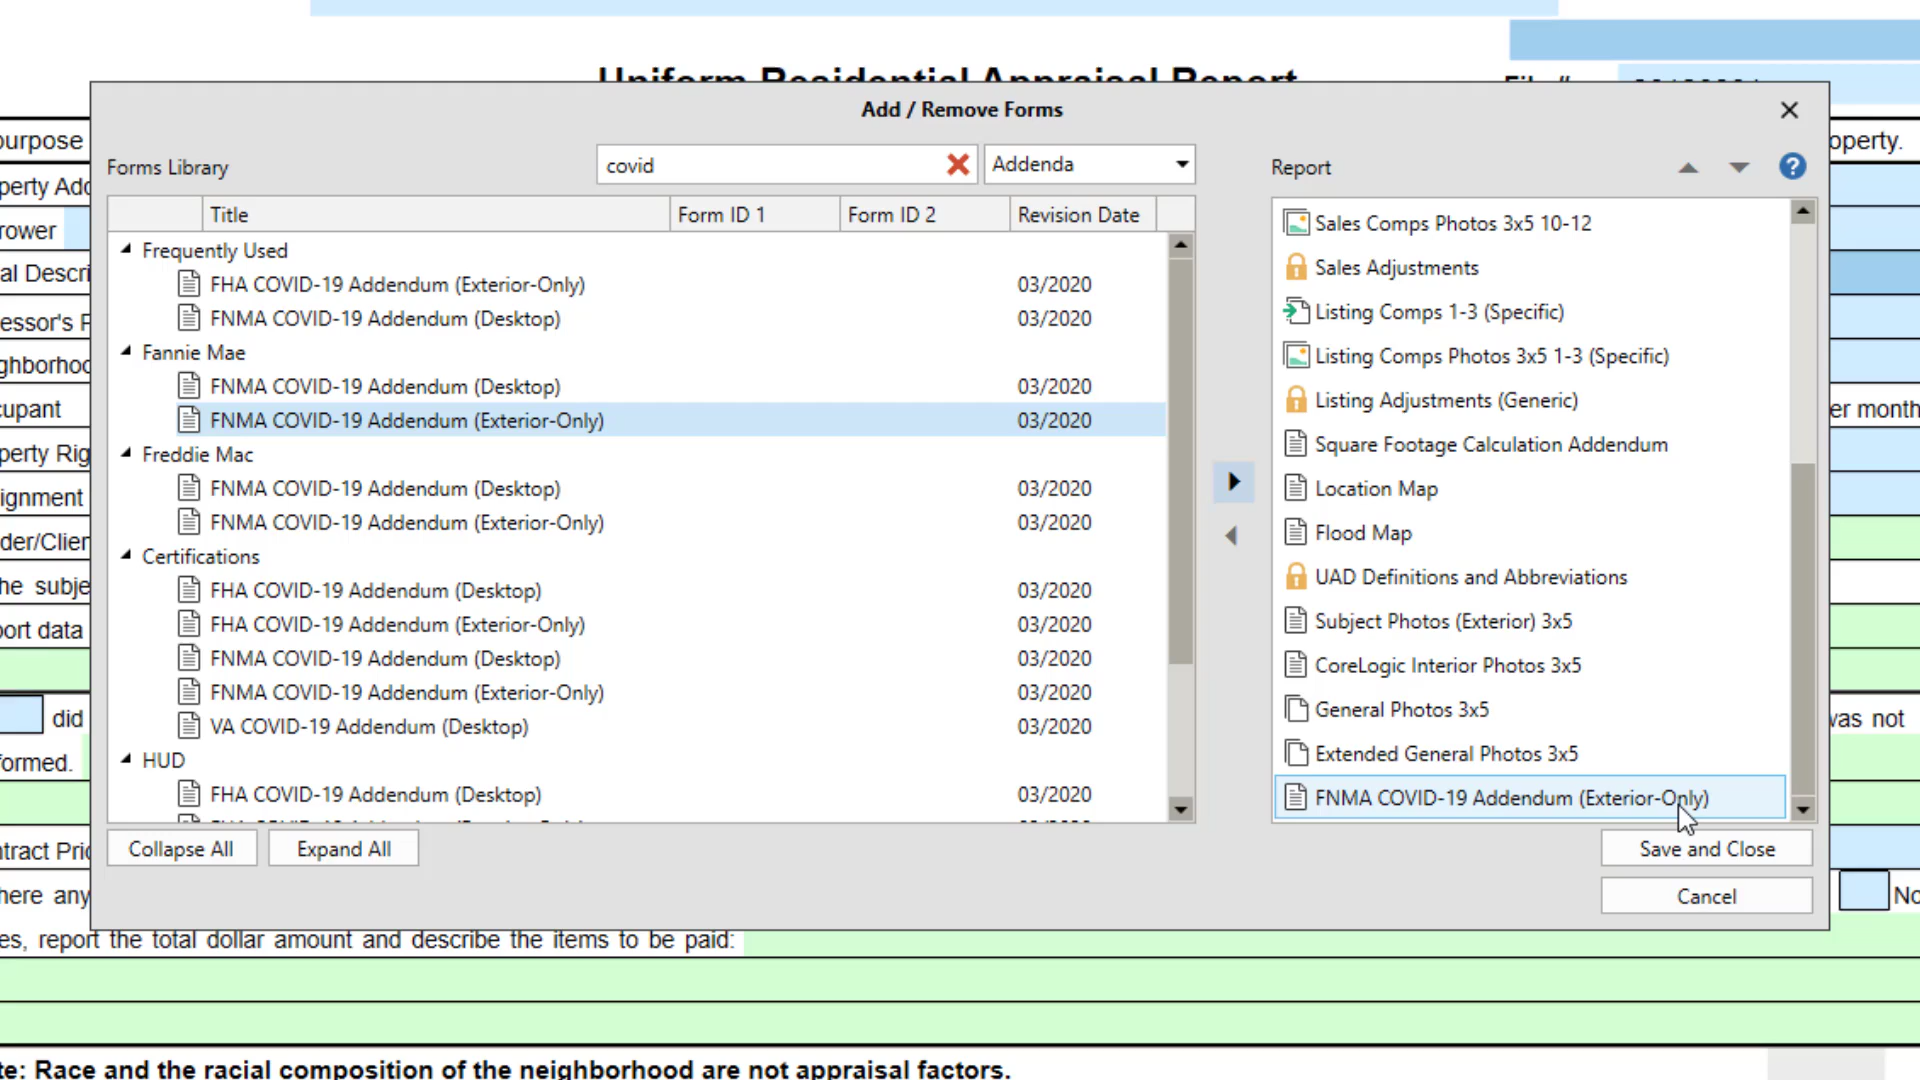 Uniform Residential Appraisal Report
Add / Remove Forms
Forms Library
covid
Addenda
Report
Title Form ID 1 Form ID 2 Revision Date
Frequently Used
FHA COVID-19 Addendum (Exterior-Only) 03/2020
FNMA COVID-19 Addendum (Desktop) 03/2020
Fannie Mae
FNMA COVID-19 Addendum (Desktop) 03/2020
FNMA COVID-19 Addendum (Exterior-Only) 03/2020
Freddie Mac
FNMA COVID-19 Addendum (Desktop) 03/2020
FNMA COVID-19 Addendum (Exterior-Only) 03/2020
Certifications
FHA COVID-19 Addendum (Desktop) 03/2020
FHA COVID-19 Addendum (Exterior-Only) 03/2020
FNMA COVID-19 Addendum (Desktop) 03/2020
FNMA COVID-19 Addendum (Exterior-Only) 03/2020
VA COVID-19 Addendum (Desktop) 03/2020
HUD
FHA COVID-19 Addendum (Desktop) 03/2020
Collapse All
Expand All
Sales Comps Photos 3x5 10-12
Sales Adjustments
Listing Comps 1-3 (Specific)
Listing Comps Photos 3x5 1-3 (Specific)
Listing Adjustments (Generic)
Square Footage Calculation Addendum
Location Map
Flood Map
UAD Definitions and Abbreviations
Subject Photos (Exterior) 3x5
CoreLogic Interior Photos 3x5
General Photos 3x5
Extended General Photos 3x5
FNMA COVID-19 Addendum (Exterior-Only)
Save and Close
Cancel
urpose
operty.
perty Add
rower
al Descri
essor's P
ghborhoo
cupant
er month
perty Rig
ignment
der/Clien
he subje
port data
did
was not
formed.
tract Pric
here any
No
es, report the total dollar amount and describe the items to be paid:
te: Race and the racial composition of the neighborhood are not appraisal factors.